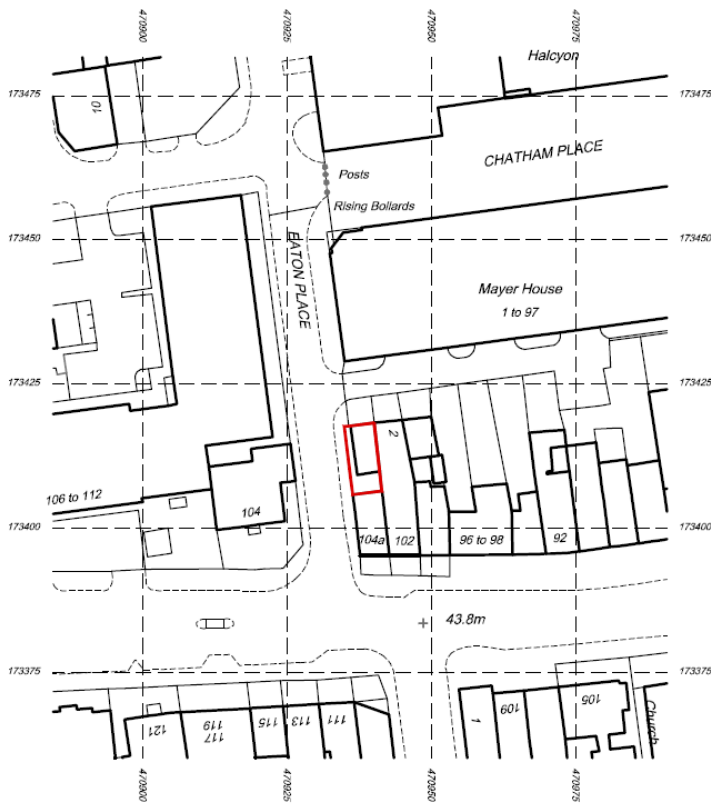 470900
470925
470950
470975
Halcyon
173475
173475
10
CHATHAM PLACE
Posts
Rising Bollards
173450
173450
EATON PLACE
Mayer House
1 to 97
173425
173425
2
106 to 112
104
173400
173400
104a
102
96 to 98
92
43.8m
173375
173375
121
119
117
115
113
111
1
109
105
Church
470900
470925
470950
470975